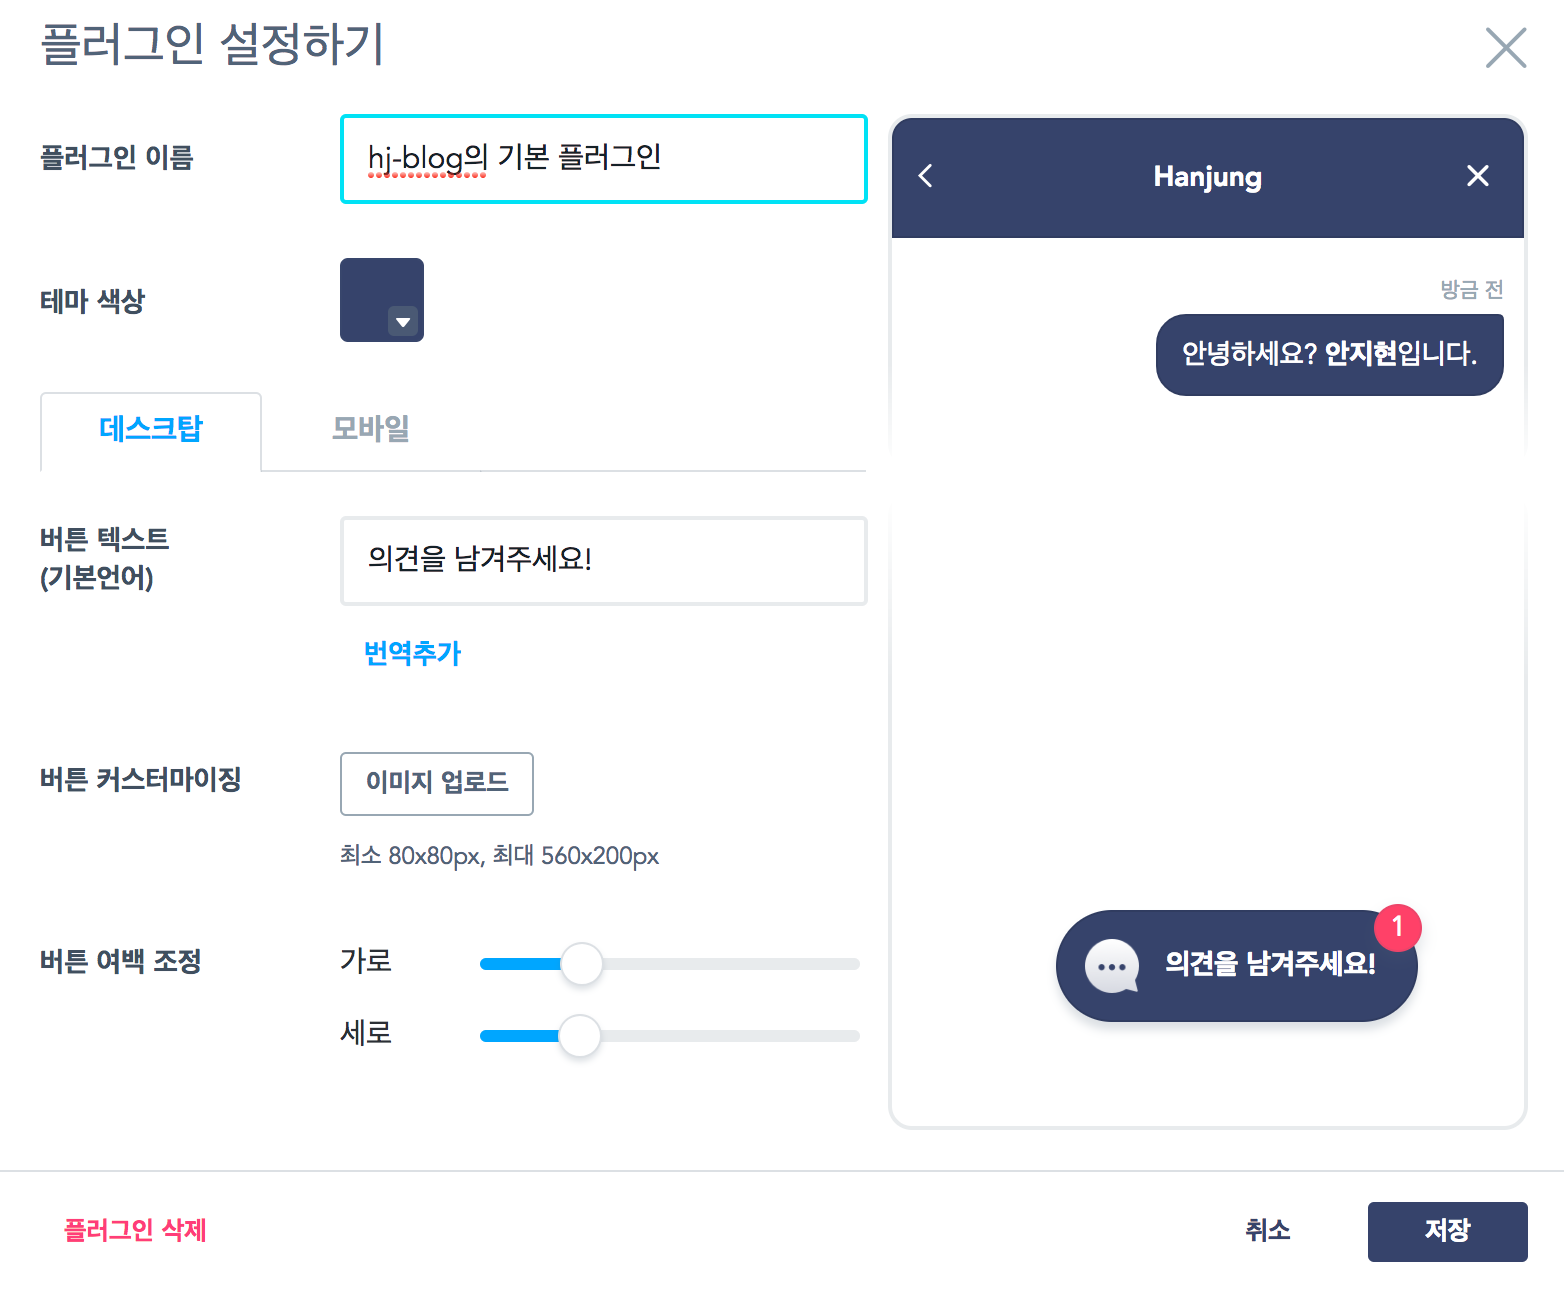 플러그인 설정하기
플러그인 이름
hj-blog의 기본 플러그인
테마 색상
데스크탑
모바일
버튼 텍스트
(기본언어)
의견을 남겨주세요!
번역추가
버튼 커스터마이징
이미지 업로드
최소 80x80px, 최대 560x200px
버튼 여백 조정
가로
세로
Hanjung
방금 전
안녕하세요? 안지현입니다.
의견을 남겨주세요!
1
플러그인 삭제
취소
저장